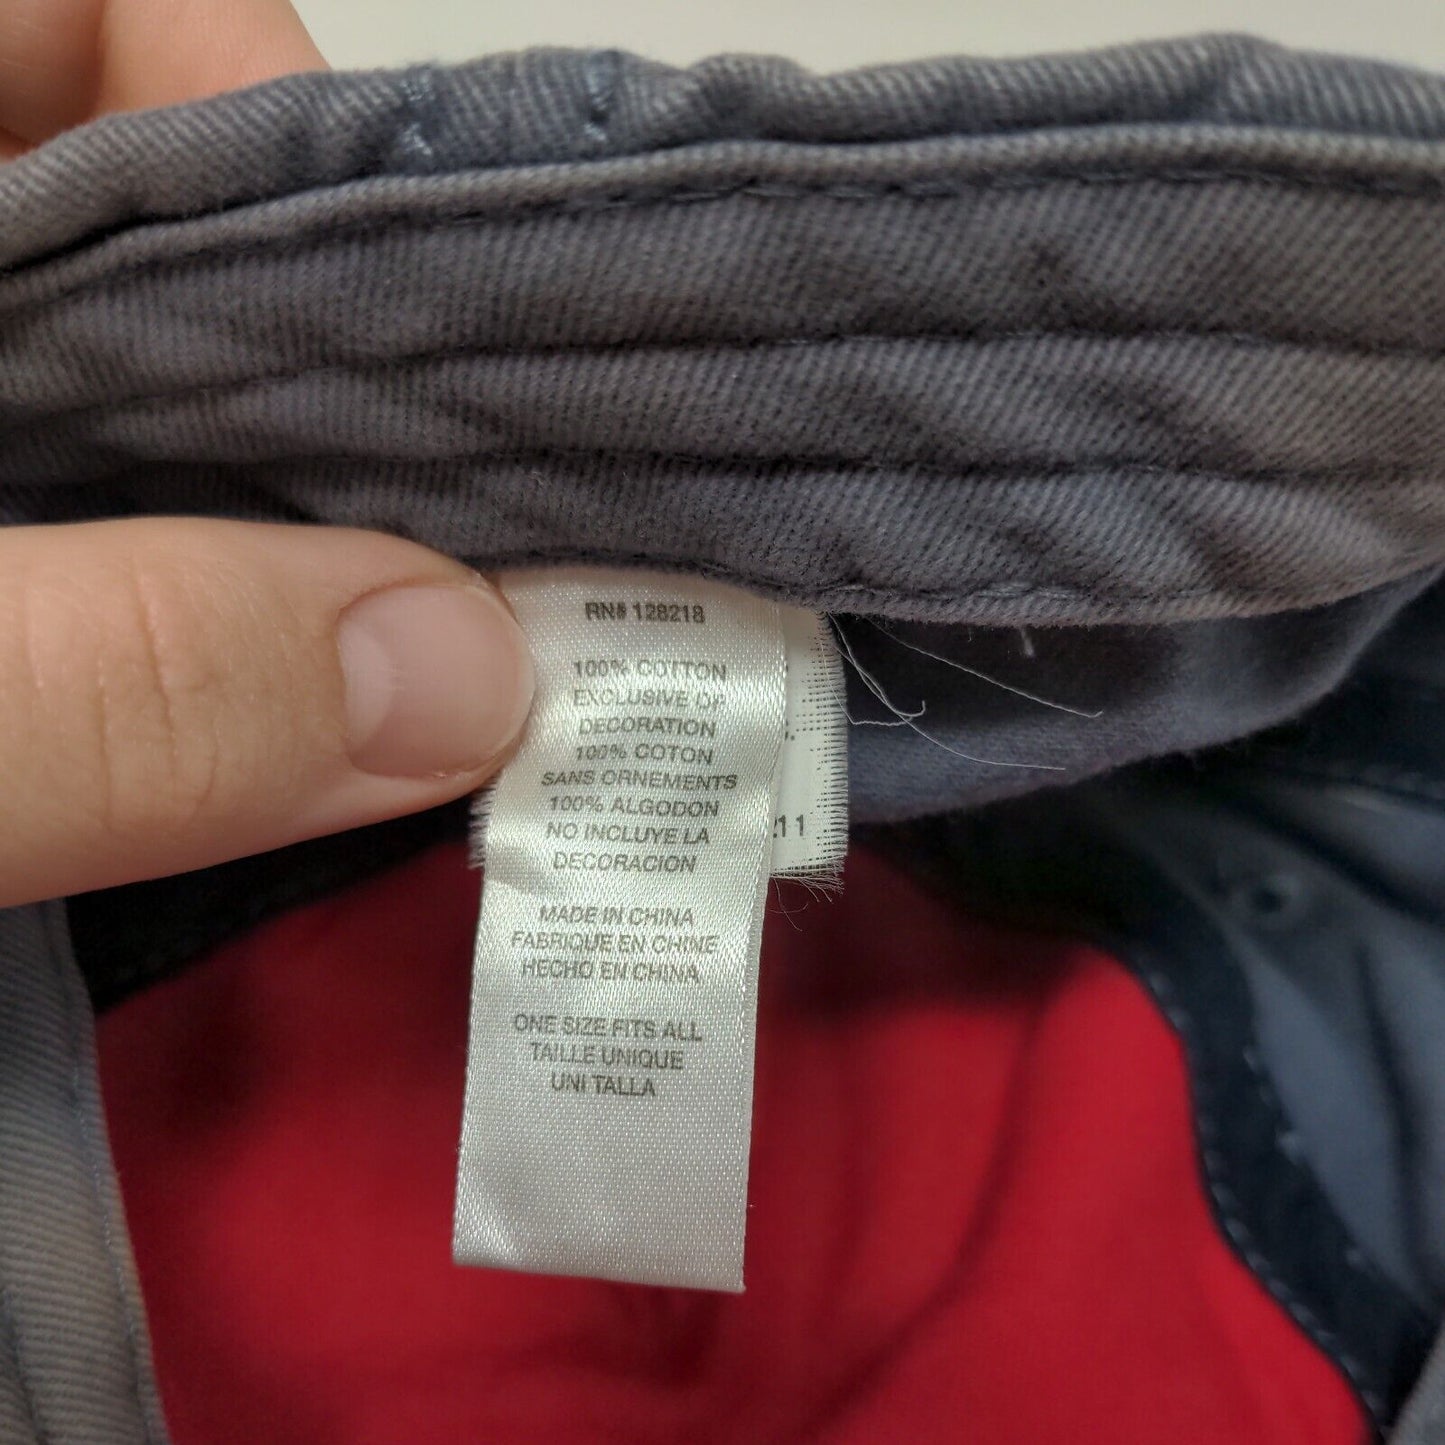 RN# 128218
100% COTTON
EXCLUSIVE OF
DECORATION
100% COTON
SANS ORNEMENTS
100% ALGODON
NO INCLUYE LA
DECORACION
MADE IN CHINA
FABRIQUE EN CHINE
HECHO EN CHINA
ONE SIZE FITS ALL
TAILLE UNIQUE
UNI TALLA